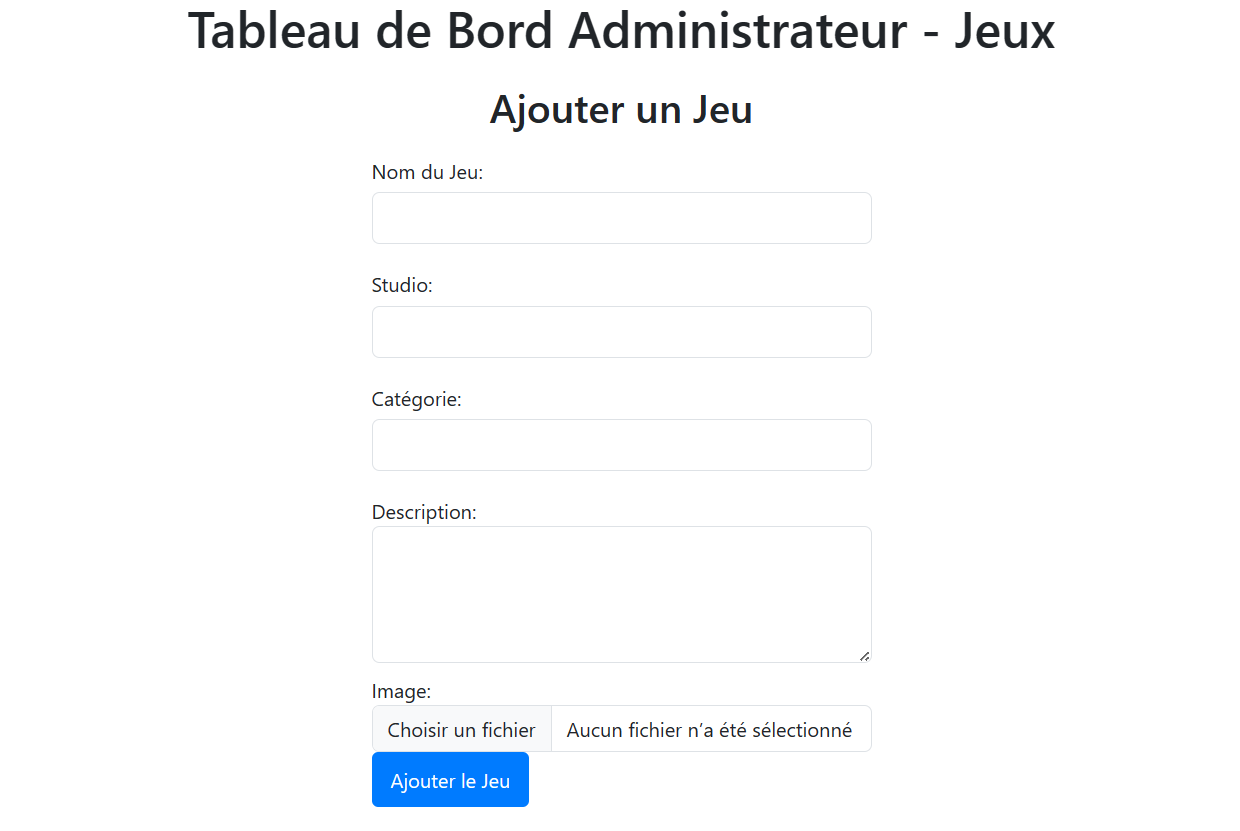 Tableau de Bord Administrateur - Jeux
Ajouter un Jeu
Nom du Jeu:
Studio:
Catégorie:
Description:
Image:
Choisir un fichier Aucun fichier n’a été sélectionné
Ajouter le Jeu